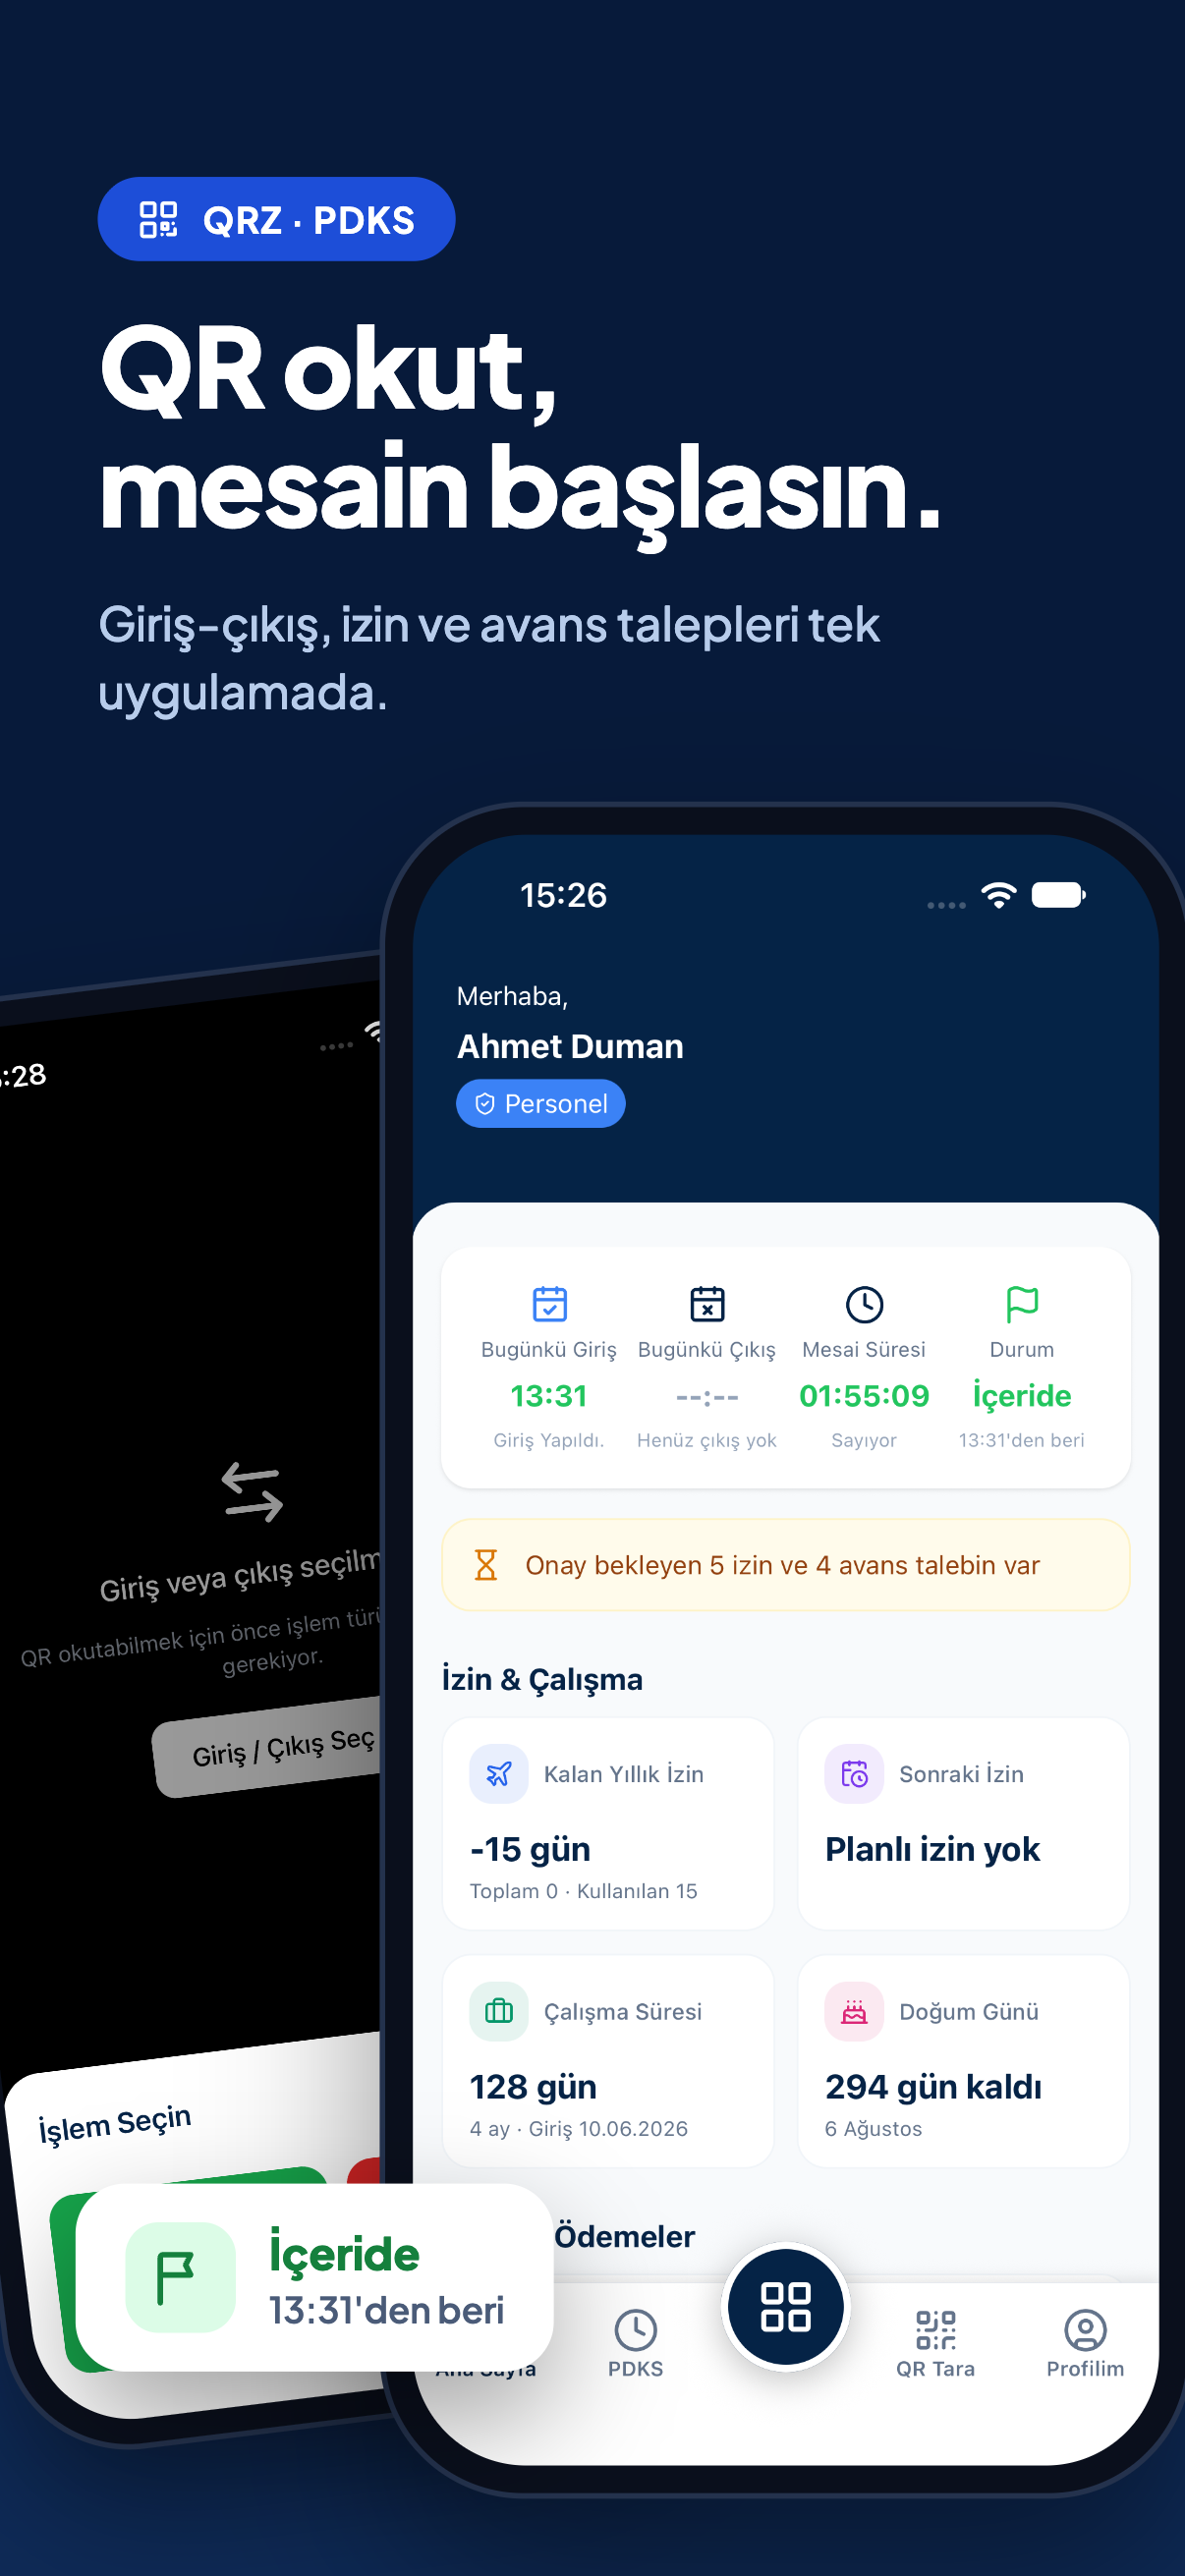 QRZ · PDKS
QR okut,
mesain başlasın.
Giriş-çıkış, izin ve avans talepleri tek
uygulamada.
15:26
Merhaba,
Ahmet Duman
Personel
Bugünkü Giriş
13:31
Giriş Yapıldı.
Bugünkü Çıkış
--:--
Henüz çıkış yok
Mesai Süresi
01:55:09
Sayıyor
Durum
İçeride
13:31'den beri
Onay bekleyen 5 izin ve 4 avans talebin var
İzin & Çalışma
Kalan Yıllık İzin
-15 gün
Toplam 0 · Kullanılan 15
Sonraki İzin
Planlı izin yok
Çalışma Süresi
128 gün
4 ay · Giriş 10.06.2026
Doğum Günü
294 gün kaldı
6 Ağustos
Ödemeler
Ana Sayfa
PDKS
QR Tara
Profilim
:28
Giriş veya çıkış seçilm
QR okutabilmek için önce işlem türü
gerekiyor.
Giriş / Çıkış Seç
İşlem Seçin
İçeride
13:31'den beri